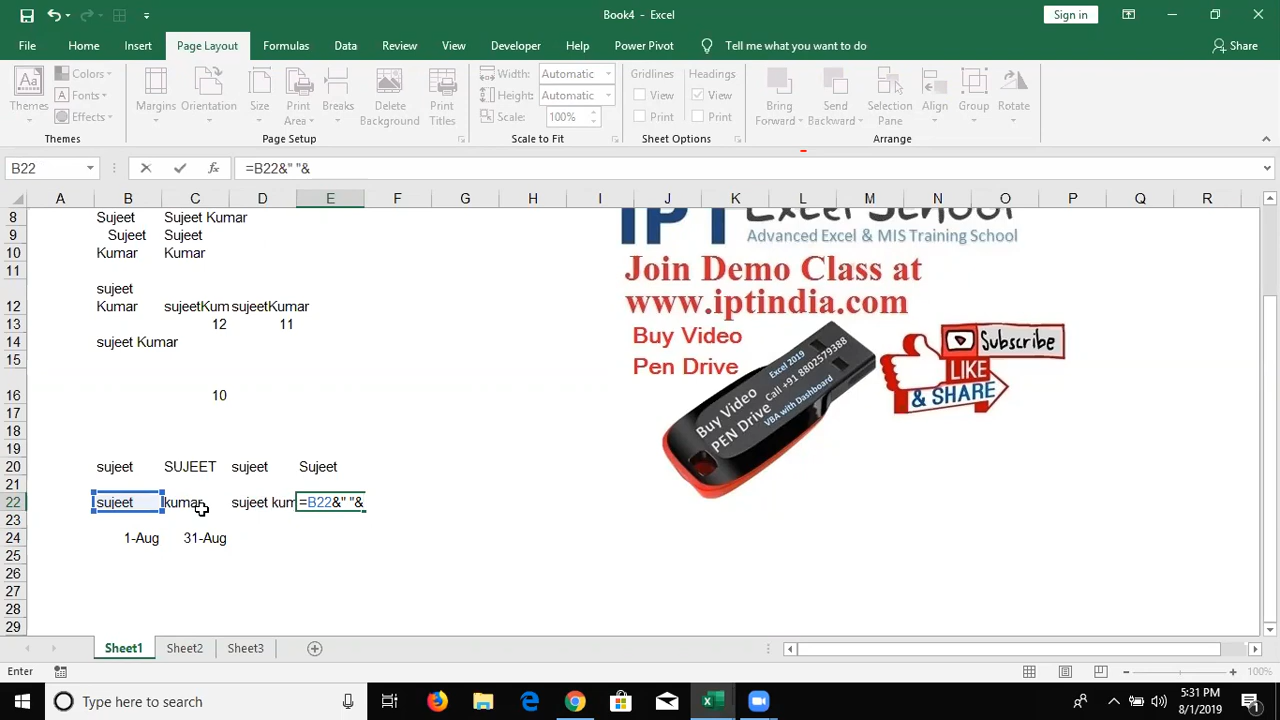 Book4 - Excel
Sign in
File Home Insert Page Layout Formulas Data Review View Developer Help Power Pivot Tell me what you want to do Share
Themes Colors Fonts Effects
Margins Orientation Size Print Area Breaks Delete Background Print Titles
Width: Automatic
Height: Automatic
Scale: 100%
Gridlines Headings
View View
Print Print
Bring Forward Send Backward Selection Pane Align Group Rotate
Themes Page Setup Scale to Fit Sheet Options Arrange
B22 =B22&" "&
A B C D E F G H I J K L M N O P Q R
8 Sujeet Sujeet Kumar
9 Sujeet Sujeet
10 Kumar Kumar
11
sujeet
12 Kumar sujeetKum sujeetKumar
13 12 11
14 sujeet Kumar
15
16 10
17
18
19
20 sujeet SUJEET sujeet Sujeet
21
22 sujeet kumar sujeet kum =B22&" "&
23
24 1-Aug 31-Aug
25
26
27
28
29
IPT Excel School
Advanced Excel & MIS Training School
Join Demo Class at
www.iptindia.com
Buy Video
Pen Drive
Excel 2019
Call +91 8802579388
VBA with Dashboard
Buy Video
PEN Drive
Subscribe
LIKE
& SHARE
Sheet1 Sheet2 Sheet3
Enter
100%
Type here to search
5:31 PM
8/1/2019
1